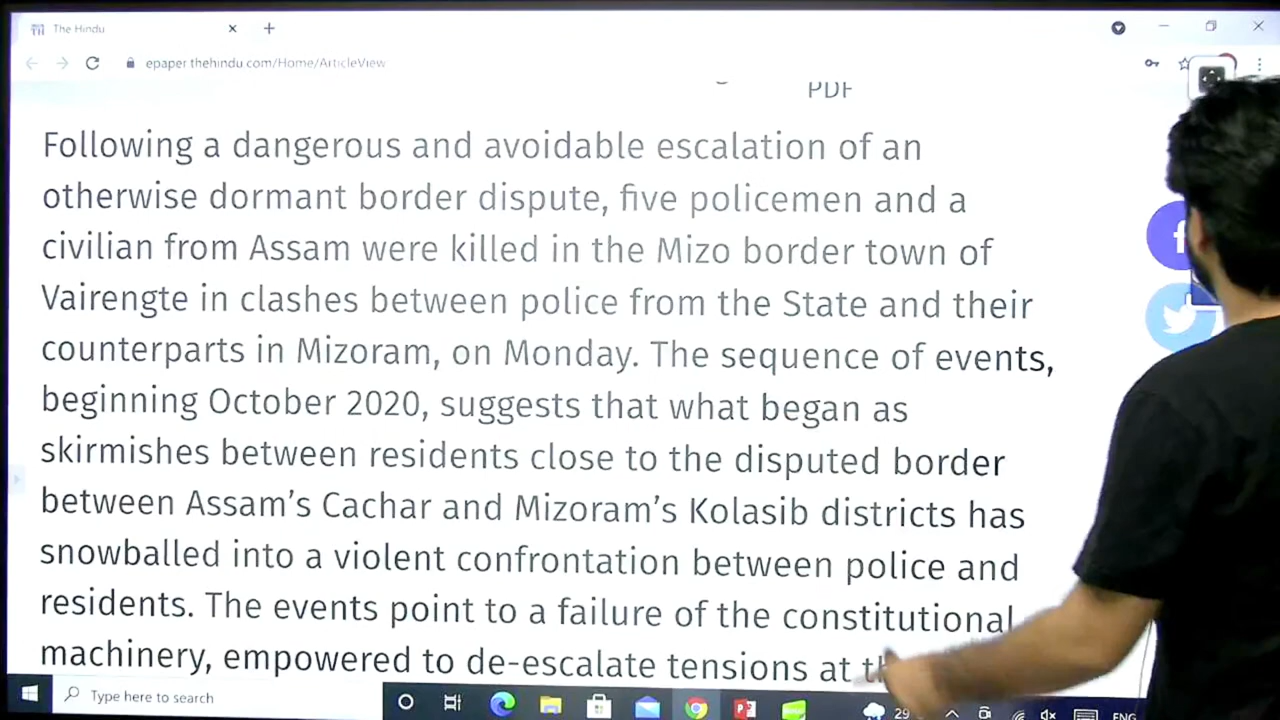 The Hindu
epaper thehindu com/Home/ArticleView
PDF
Following a dangerous and avoidable escalation of an
otherwise dormant border dispute, five policemen and a
civilian from Assam were killed in the Mizo border town of
Vairengte in clashes between police from the State and their
counterparts in Mizoram, on Monday. The sequence of events,
beginning October 2020, suggests that what began as
skirmishes between residents close to the disputed border
between Assam's Cachar and Mizoram's Kolasib districts has
snowballed into a violent confrontation between police and
residents. The events point to a failure of the constitutional
machinery, empowered to de-escalate tensions at
Type here to search
29
ENG